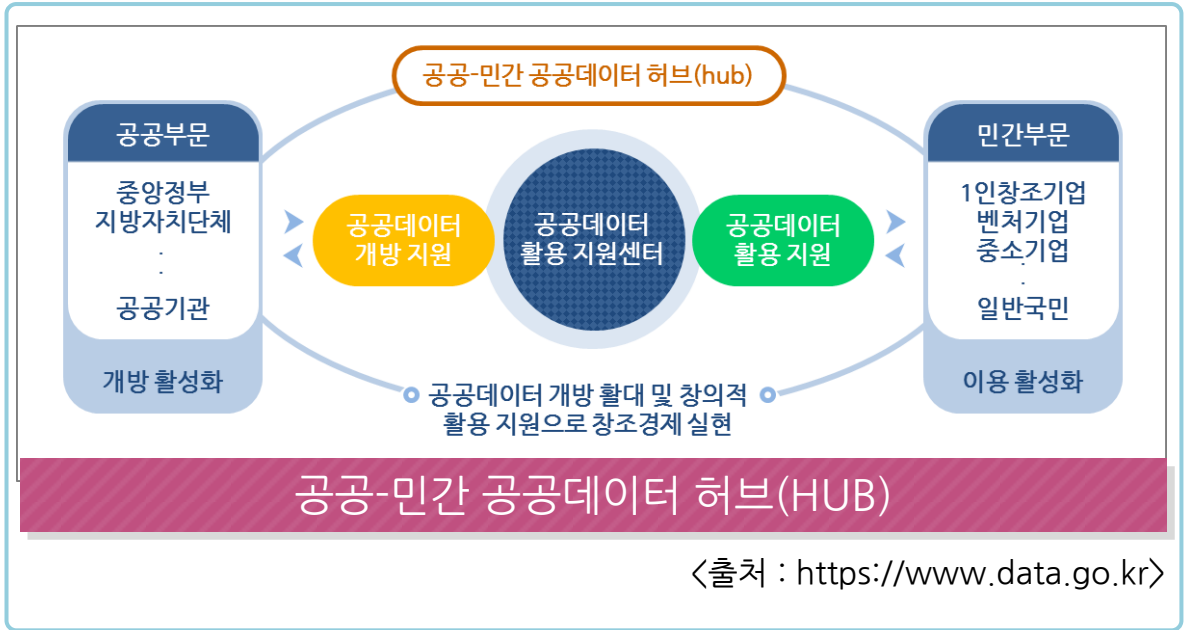 공공-민간 공공데이터 허브(hub)
공공부문
중앙정부
지방자치단체
.
.
공공기관
개방 활성화
공공데이터
개방 지원
공공데이터
활용 지원센터
공공데이터
활용 지원
민간부문
1인창조기업
벤처기업
중소기업
.
.
일반국민
이용 활성화
공공데이터 개방 활대 및 창의적
활용 지원으로 창조경제 실현
공공-민간 공공데이터 허브(HUB)
<출처 : https://www.data.go.kr>